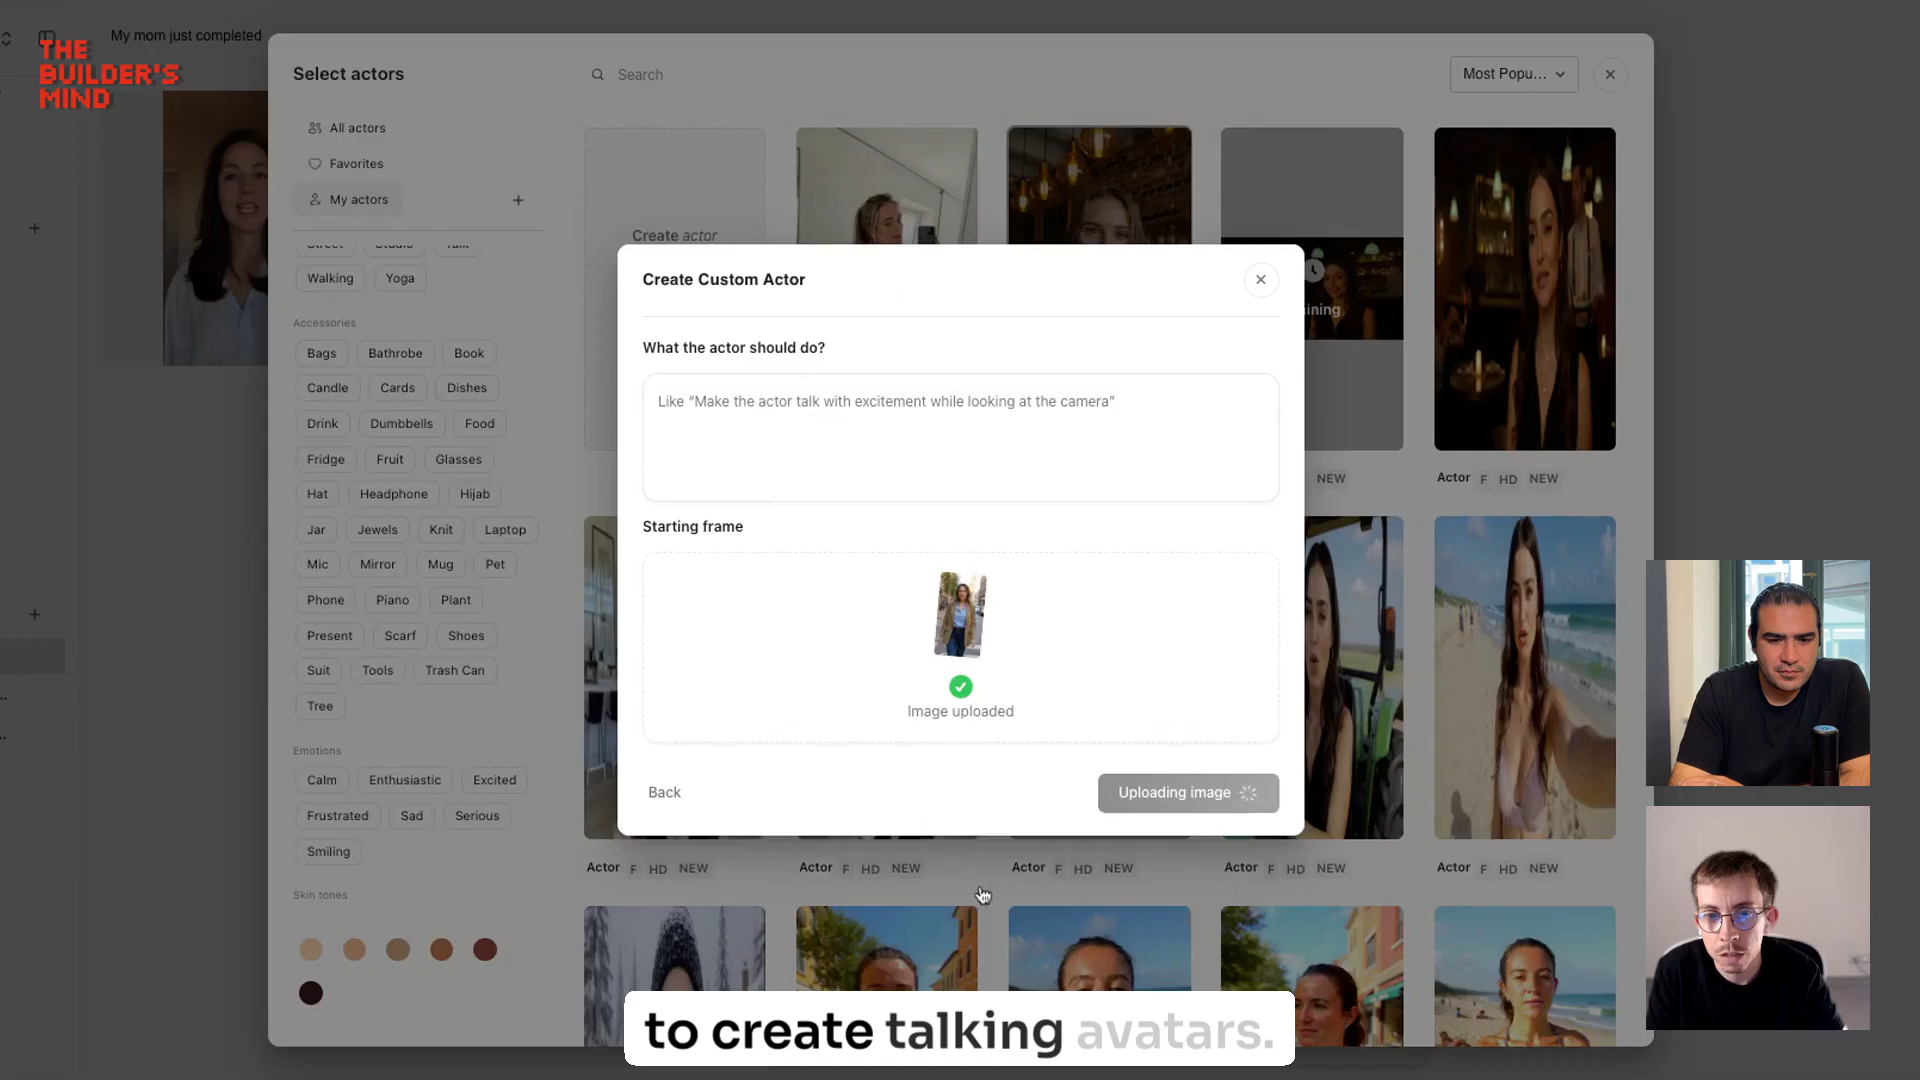 My mom just completed
THE
BUILDER'S
MIND
Select actors
Search
Most Popu...
All actors
Favorites
My actors
Street Studio Talk
Walking Yoga
Accessories
Bags Bathrobe Book
Candle Cards Dishes
Drink Dumbbells Food
Fridge Fruit Glasses
Hat Headphone Hijab
Jar Jewels Knit Laptop
Mic Mirror Mug Pet
Phone Piano Plant
Present Scarf Shoes
Suit Tools Trash Can
Tree
Emotions
Calm Enthusiastic Excited
Frustrated Sad Serious
Smiling
Skin tones
Create actor
Create Custom Actor
What the actor should do?
Like “Make the actor talk with excitement while looking at the camera”
Starting frame
Image uploaded
Back
Uploading image
ining
NEW
Actor F HD NEW
Actor F HD NEW
Actor F HD NEW
Actor F HD NEW
Actor F HD NEW
Actor F HD NEW
to create talking avatars.